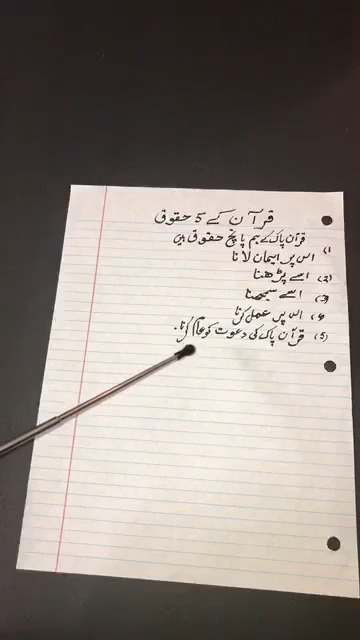 قرآن کے 5 حقوق
قرآن پاک کے ہم پانچ حقوق ہیں
(1 اس پر ایمان لانا
(2) اسے پڑھنا
(3) اسے سمجھنا
(4 اس پر عمل کرنا
(5) قرآن پاک کی دعوت کو عام کرنا.